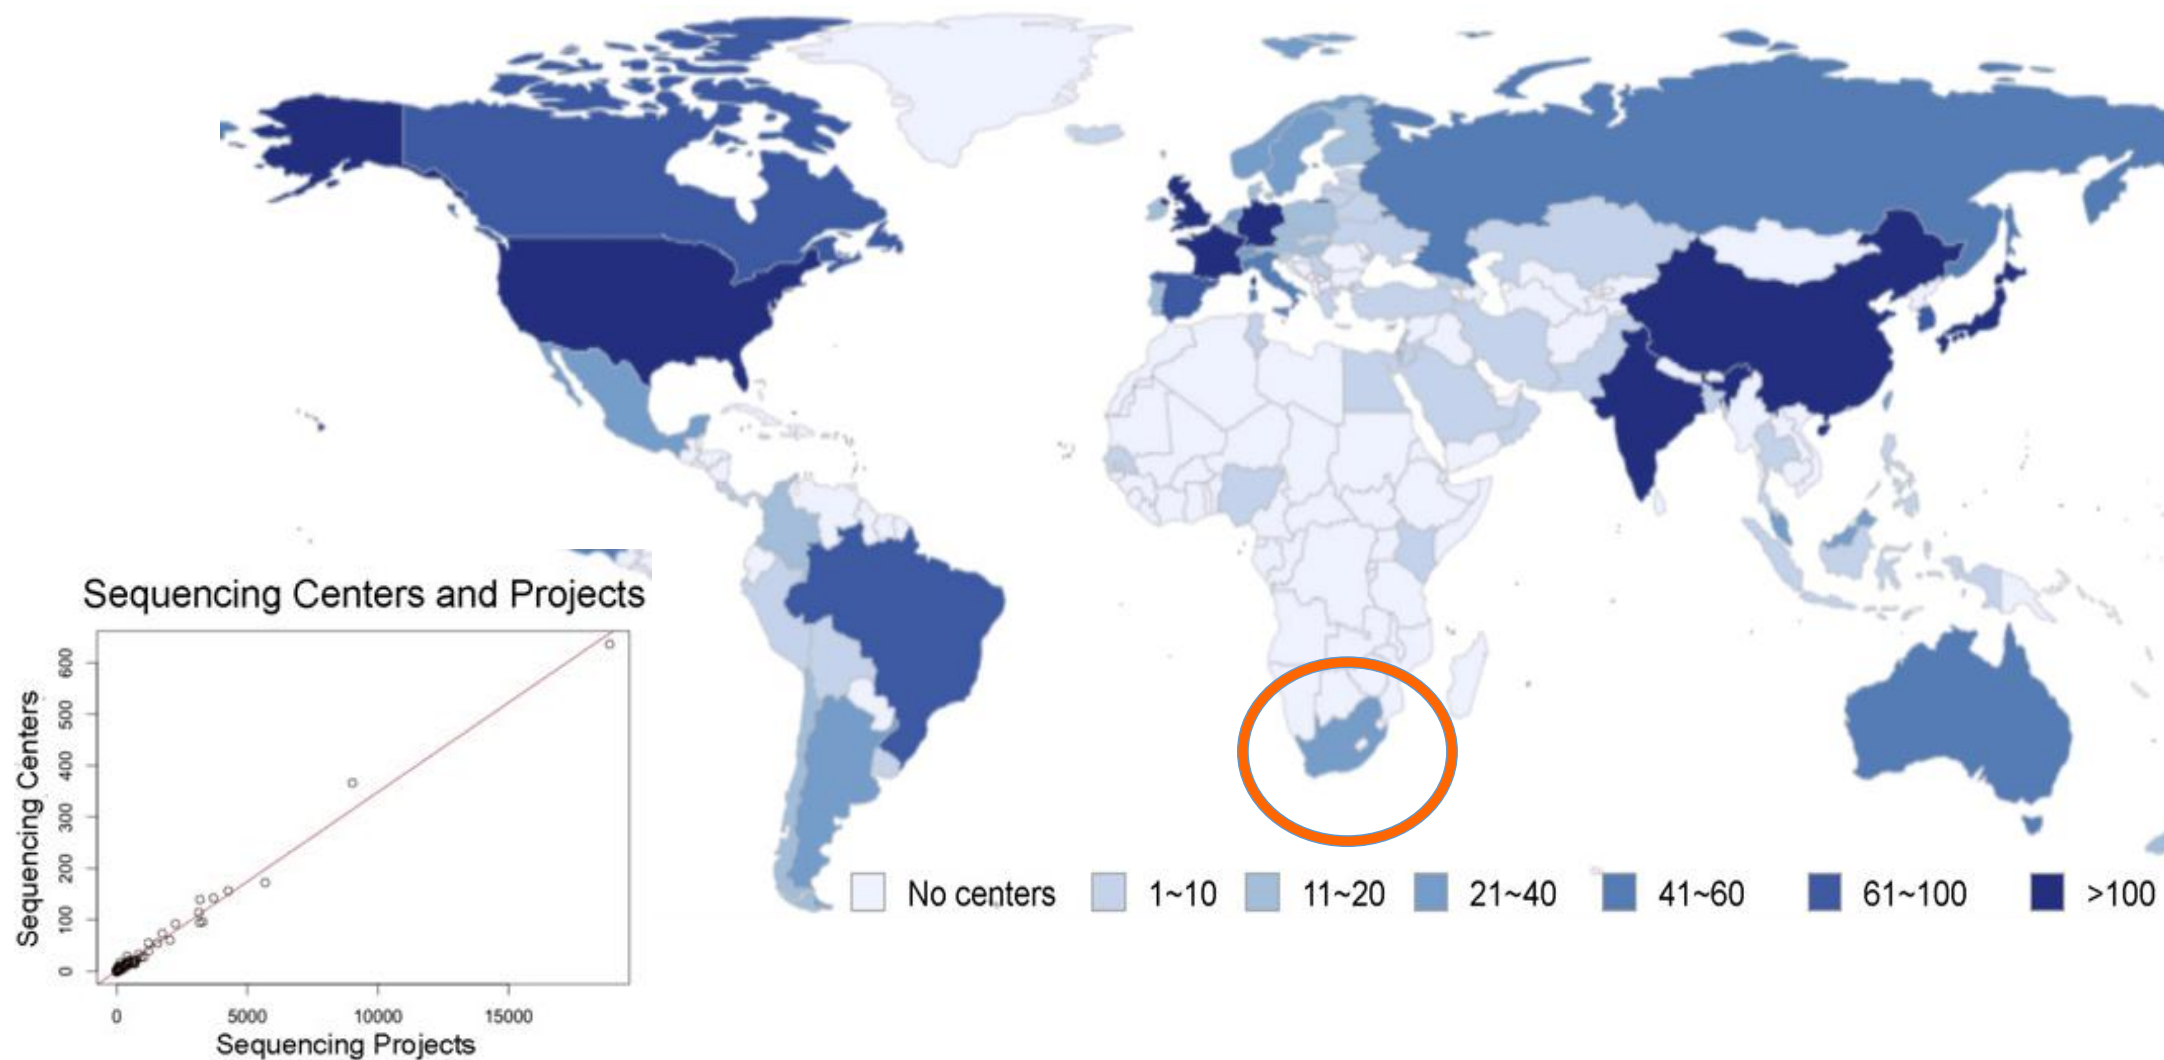 Sequencing Centers and Projects
Sequencing Centers
600
500
400
300
200
100
0
0 5000 10000 15000
Sequencing Projects
No centers 1~10 11~20 21~40 41~60 61~100 >100